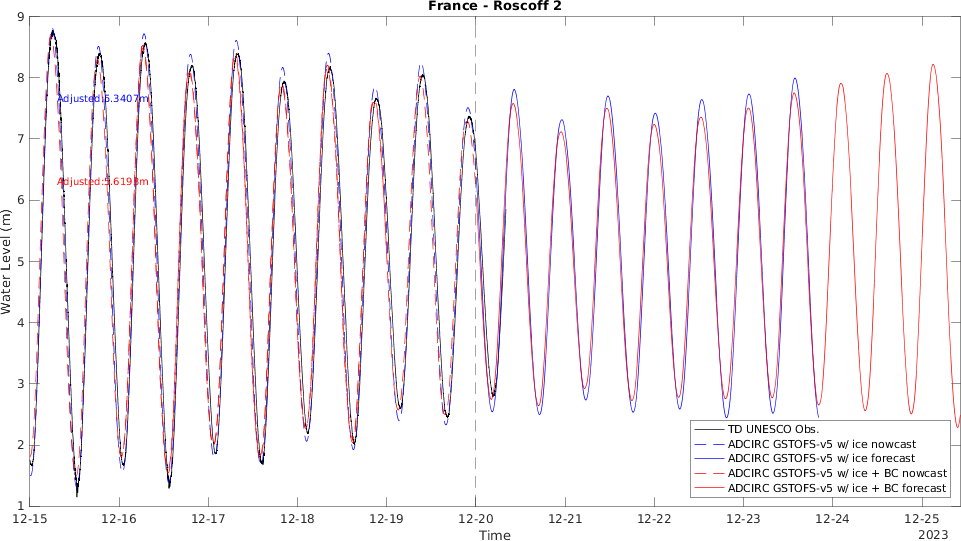 France - Roscoff 2
9
8
7
6
5
4
3
2
1
Water Level (m)
Adjusted:5.3407m
Adjusted:5.6193m
TD UNESCO Obs.
ADCIRC GSTOFS-v5 w/ ice nowcast
ADCIRC GSTOFS-v5 w/ ice forecast
ADCIRC GSTOFS-v5 w/ ice + BC nowcast
ADCIRC GSTOFS-v5 w/ ice + BC forecast
12-15 12-16 12-17 12-18 12-19 12-20 12-21 12-22 12-23 12-24 12-25
Time
2023